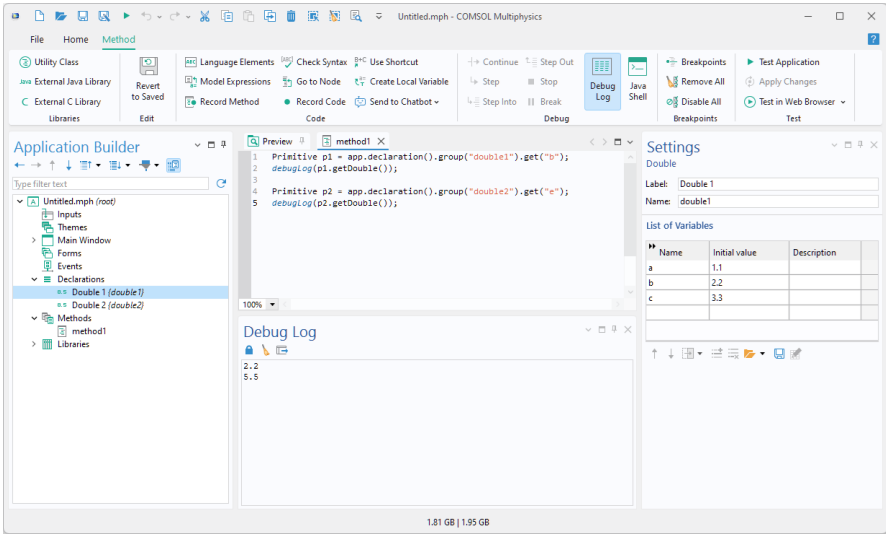 Untitled.mph - COMSOL Multiphysics
File Home Method
Utility Class
Java External Java Library
C External C Library
Libraries
Revert
to Saved
Edit
ABC Language Elements
Model Expressions
Record Method
Check Syntax
Go to Node
Record Code
Use Shortcut
Create Local Variable
Send to Chatbot
Code
Continue
Step
Step Into
Step Out
Stop
Break
Debug
Log
Java
Shell
Debug
Breakpoints
Remove All
Disable All
Breakpoints
Test Application
Apply Changes
Test in Web Browser
Test
Application Builder
Type filter text
Untitled.mph (root)
Inputs
Themes
Main Window
Forms
Events
Declarations
Double 1 (double1)
Double 2 (double2)
Methods
method1
Libraries
Preview
method1
1 Primitive p1 = app.declaration().group("double1").get("b");
2 debugLog(p1.getDouble());
3
4 Primitive p2 = app.declaration().group("double2").get("e");
5 debugLog(p2.getDouble());
100%
Debug Log
2.2
5.5
Settings
Double
Label: Double 1
Name: double1
List of Variables
Name Initial value Description
a 1.1
b 2.2
c 3.3
1.81 GB | 1.95 GB